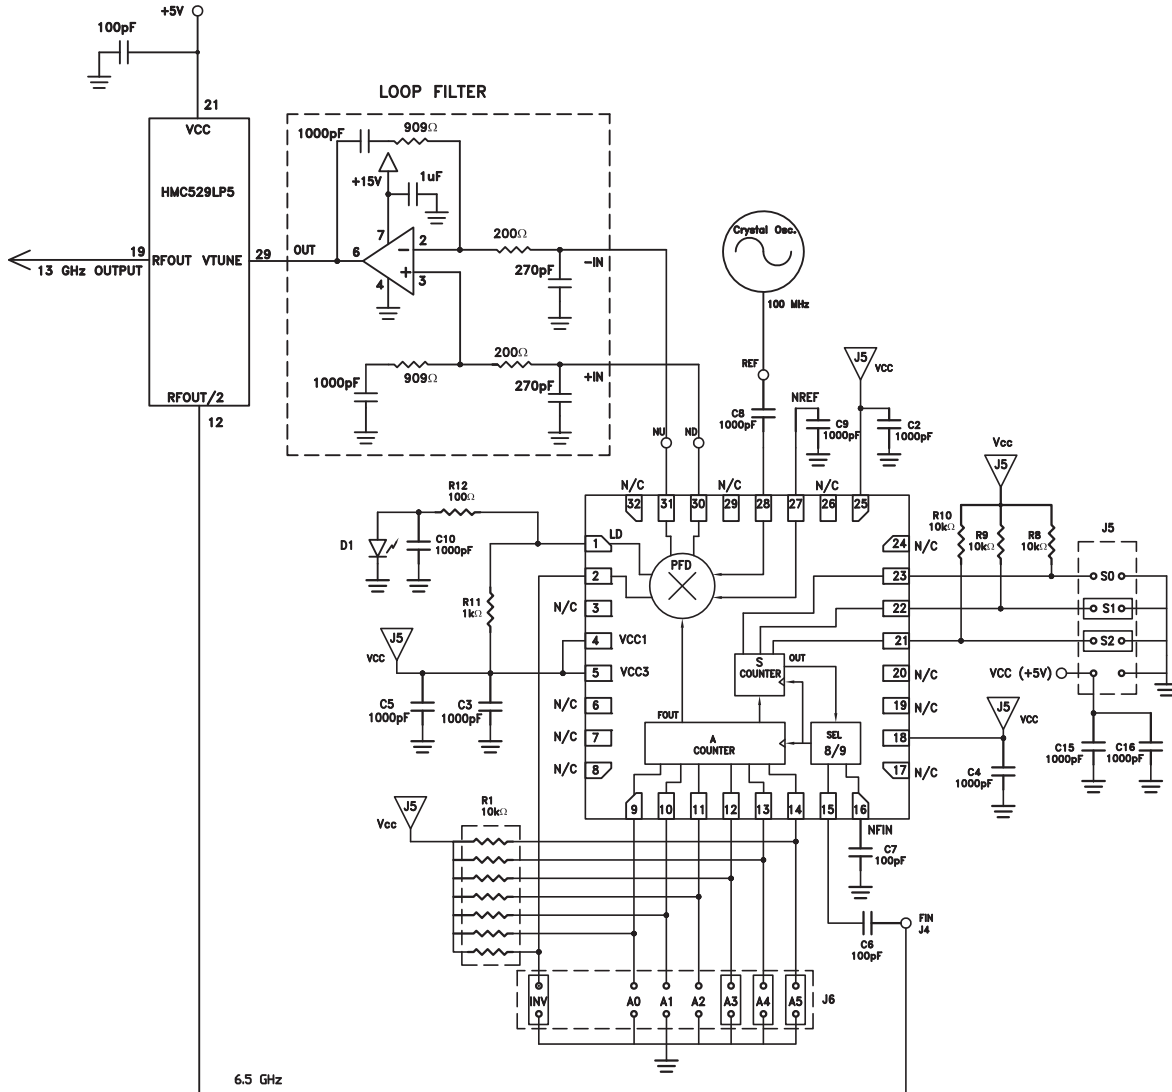 +5V
100pF
21
VCC
HMC529LP5
19
RFOUT VTUNE
29
13 GHz OUTPUT
RFOUT/2
12
LOOP FILTER
1000pF
909Ω
+15V
1uF
7
2
OUT
6
3
4
200Ω
270pF
-IN
1000pF
909Ω
200Ω
270pF
+IN
Crystal Osc.
100 MHz
REF
C8
1000pF
NREF
C9
1000pF
J5
VCC
C2
1000pF
NU
ND
N/C
32
31
30
N/C
29
28
27
N/C
26
25
R12
100Ω
D1
C10
1000pF
R11
1kΩ
LD
1
2
N/C
3
4
VCC1
5
VCC3
N/C
6
N/C
7
N/C
8
J5
VCC
C5
1000pF
C3
1000pF
PFD
S
COUNTER
OUT
FOUT
A
COUNTER
SEL
8/9
24
N/C
23
22
21
20
N/C
19
N/C
18
17
N/C
Vcc
J5
R10
10kΩ
R9
10kΩ
R8
10kΩ
J5
S0
S1
S2
VCC (+5V)
J5
VCC
C4
1000pF
C15
1000pF
C16
1000pF
9
10
11
12
13
14
15
16
NFIN
C7
100pF
J5
Vcc
R1
10kΩ
FIN
J4
C6
100pF
INV
A0
A1
A2
A3
A4
A5
J6
6.5 GHz